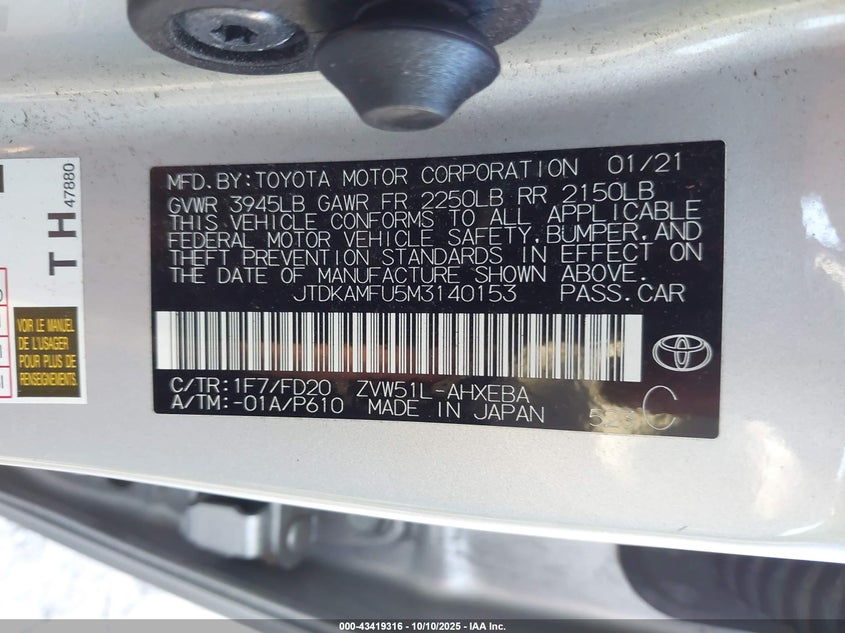 TH 47880
VOIR LE MANUEL
DE L'USAGER
POUR PLUS DE
RENSEIGNEMENTS
MFD.BY:TOYOTA MOTOR CORPORATION 01/21
GVWR 3945LB GAWR FR 2250LB RR 2150LB
THIS VEHICLE CONFORMS TO ALL APPLICABLE
FEDERAL MOTOR VEHICLE SAFETY,BUMPER,AND
THEFT PREVENTION STANDARDS IN EFFECT ON
THE DATE OF MANUFACTURE SHOWN ABOVE.
JTDKAMFU5M3140153 PASS.CAR
C/TR:1F7/FD20 ZVW51L-AHXEBA
A/TM:-01A/P610 MADE IN JAPAN C
000-43419316 - 10/10/2025 - IAA Inc.